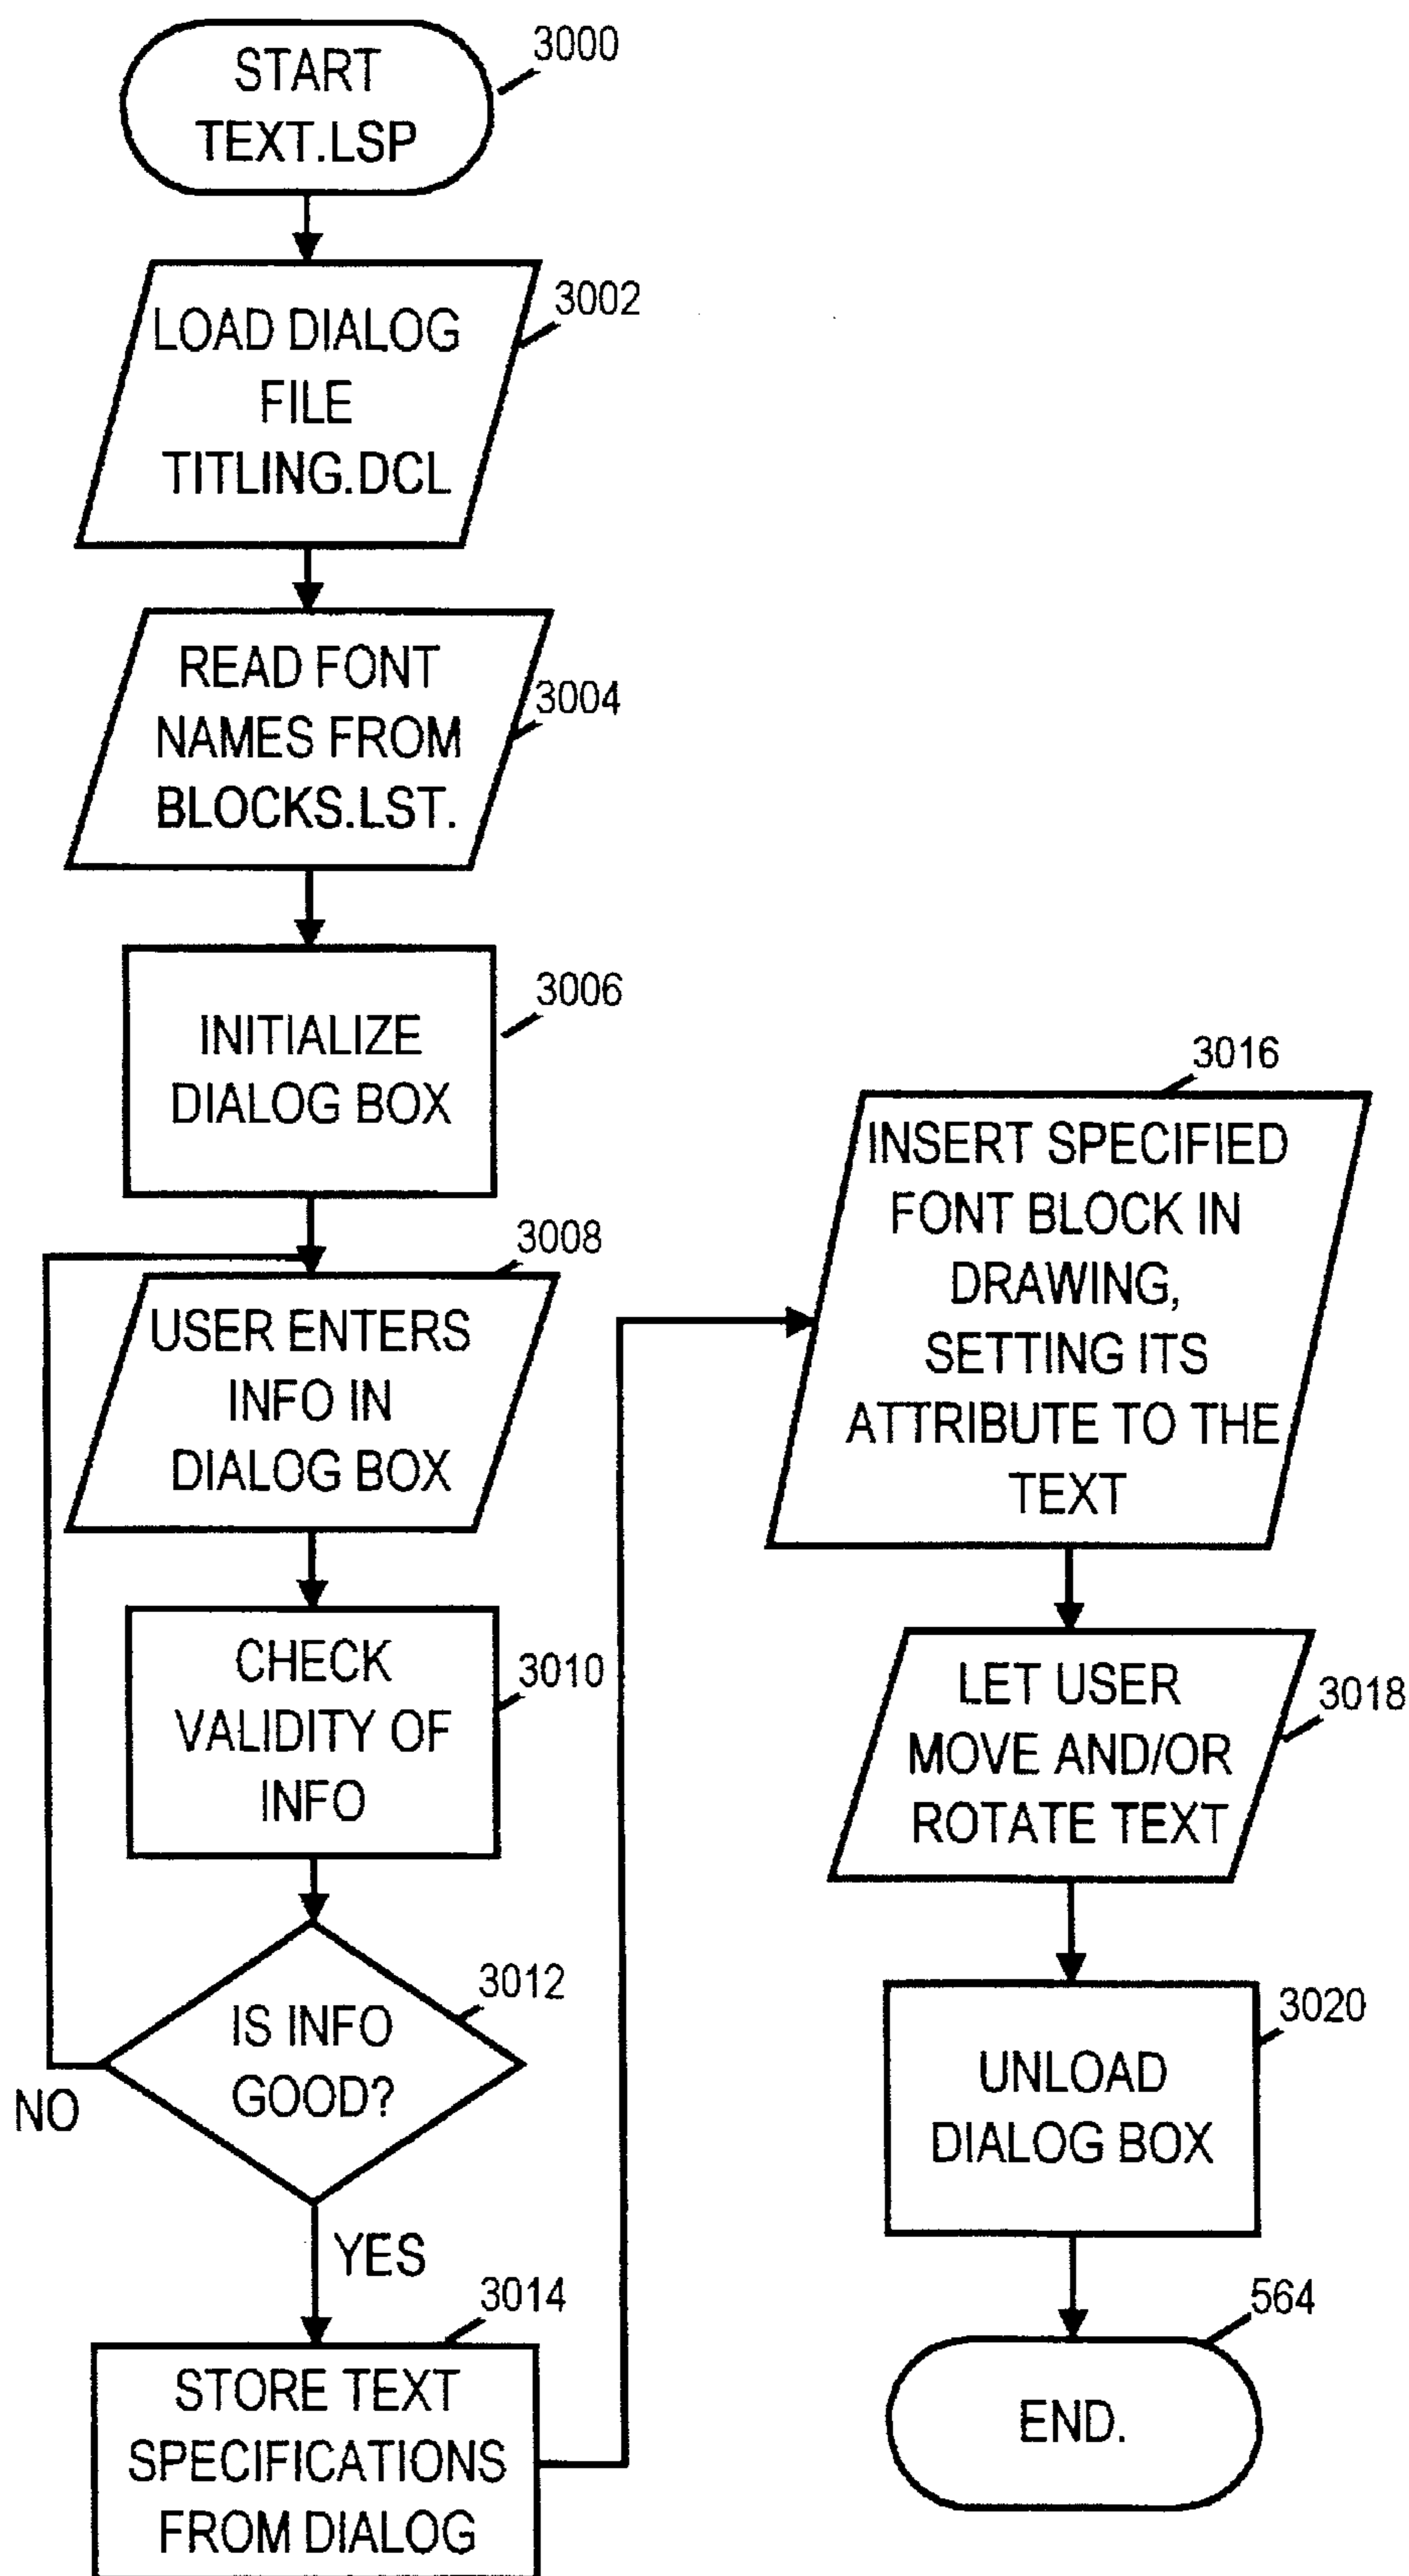 START
TEXT.LSP
3000
LOAD DIALOG
FILE
TITLING.DCL
3002
READ FONT
NAMES FROM
BLOCKS.LST.
3004
INITIALIZE
DIALOG BOX
3006
USER ENTERS
INFO IN
DIALOG BOX
3008
CHECK
VALIDITY OF
INFO
3010
IS INFO
GOOD?
3012
NO
YES
STORE TEXT
SPECIFICATIONS
FROM DIALOG
3014
INSERT SPECIFIED
FONT BLOCK IN
DRAWING,
SETTING ITS
ATTRIBUTE TO THE
TEXT
3016
LET USER
MOVE AND/OR
ROTATE TEXT
3018
UNLOAD
DIALOG BOX
3020
END.
564